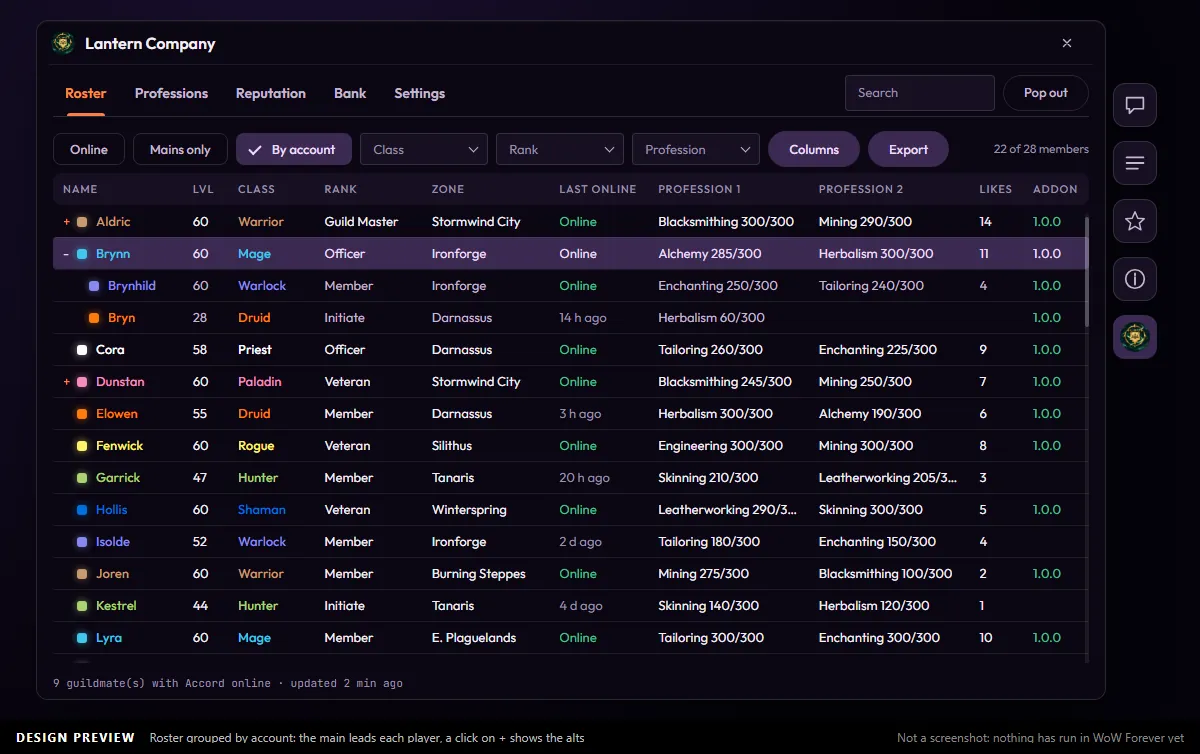 Lantern Company ×
Roster Professions Reputation Bank Settings Search Pop out
Online Mains only By account Class Rank Profession Columns Export 22 of 28 members
NAME LVL CLASS RANK ZONE LAST ONLINE PROFESSION 1 PROFESSION 2 LIKES ADDON
+ Aldric 60 Warrior Guild Master Stormwind City Online Blacksmithing 300/300 Mining 290/300 14 1.0.0
- Brynn 60 Mage Officer Ironforge Online Alchemy 285/300 Herbalism 300/300 11 1.0.0
Brynhild 60 Warlock Member Ironforge Online Enchanting 250/300 Tailoring 240/300 4 1.0.0
Bryn 28 Druid Initiate Darnassus 14 h ago Herbalism 60/300 1.0.0
Cora 58 Priest Officer Darnassus Online Tailoring 260/300 Enchanting 225/300 9 1.0.0
+ Dunstan 60 Paladin Veteran Stormwind City Online Blacksmithing 245/300 Mining 250/300 7 1.0.0
Elowen 55 Druid Member Darnassus 3 h ago Herbalism 300/300 Alchemy 190/300 6 1.0.0
Fenwick 60 Rogue Veteran Silithus Online Engineering 300/300 Mining 300/300 8 1.0.0
Garrick 47 Hunter Member Tanaris 20 h ago Skinning 210/300 Leatherworking 205/3... 3
Hollis 60 Shaman Veteran Winterspring Online Leatherworking 290/3... Skinning 300/300 5 1.0.0
Isolde 52 Warlock Member Ironforge 2 d ago Tailoring 180/300 Enchanting 150/300 4
Joren 60 Warrior Member Burning Steppes Online Mining 275/300 Blacksmithing 100/300 2 1.0.0
Kestrel 44 Hunter Initiate Tanaris 4 d ago Skinning 140/300 Herbalism 120/300 1
Lyra 60 Mage Member E. Plaguelands Online Tailoring 300/300 Enchanting 300/300 10 1.0.0
9 guildmate(s) with Accord online · updated 2 min ago
DESIGN PREVIEW Roster grouped by account: the main leads each player, a click on + shows the alts Not a screenshot: nothing has run in WoW Forever yet